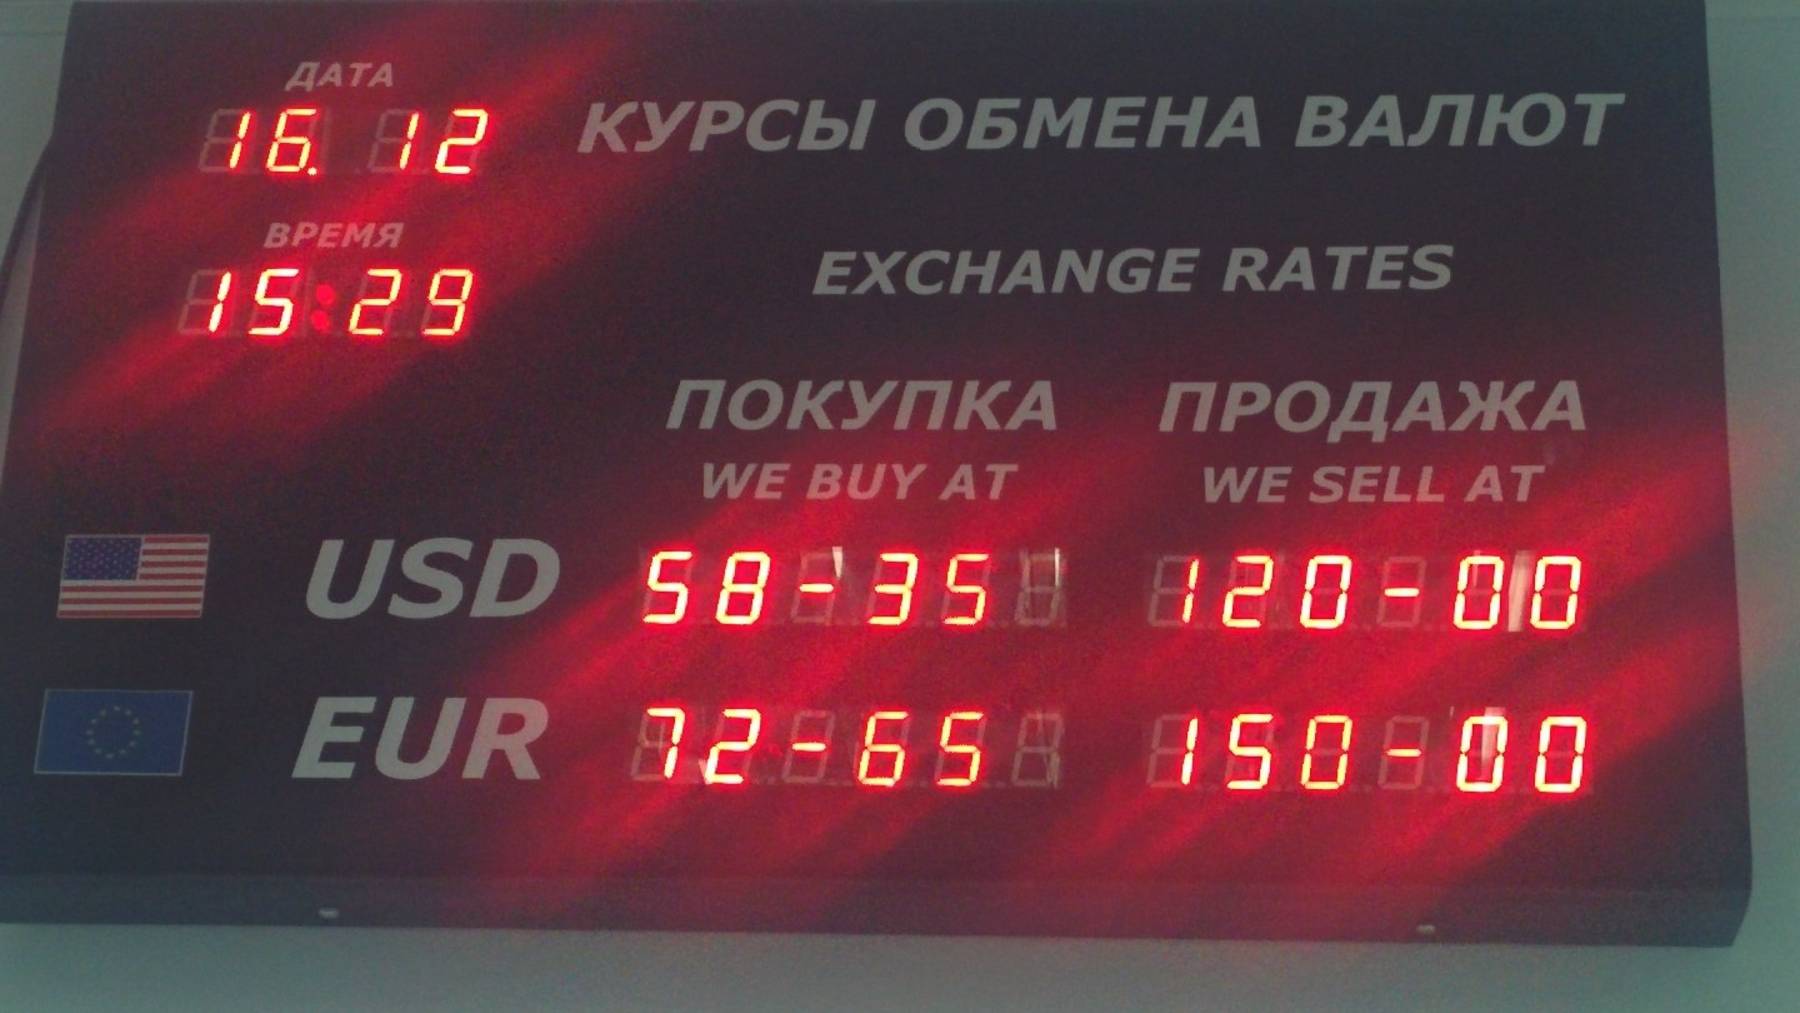 ДАТА
16.12
КУРСЫ ОБМЕНА ВАЛЮТ
ВРЕМЯ
15:29
EXCHANGE RATES
ПОКУПКА ПРОДАЖА
WE BUY AT WE SELL AT
USD 58-35 120-00
EUR 72-65 150-00